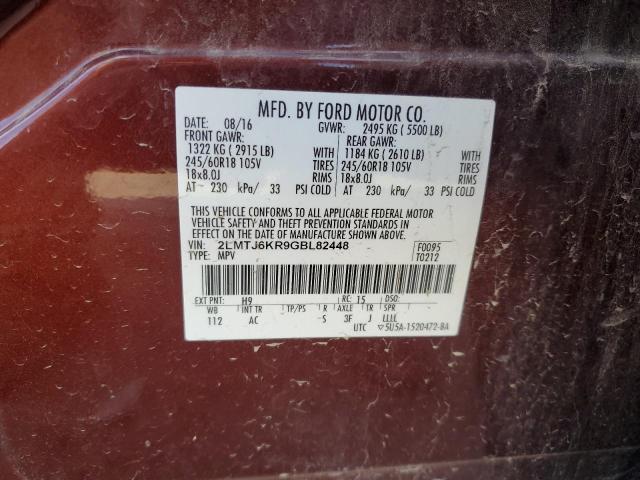 MFD. BY FORD MOTOR CO.
DATE: 08/16 GVWR: 2495 KG ( 5500 LB)
FRONT GAWR: REAR GAWR:
1322 KG ( 2915 LB) WITH 1184 KG ( 2610 LB) WITH
245/60R18 105V TIRES 245/60R18 105V TIRES
18x8.0J RIMS 18x8.0J RIMS
AT 230 kPa/ 33 PSI COLD AT 230 kPa/ 33 PSI COLD
THIS VEHICLE CONFORMS TO ALL APPLICABLE FEDERAL MOTOR
VEHICLE SAFETY AND THEFT PREVENTION STANDARDS IN
EFFECT ON THE DATE OF MANUFACTURE SHOWN ABOVE.
VIN: 2LMTJ6KR9GBL82448 F0095
TYPE: MPV T0212
EXT PNT: H9 RC: 15 DSO:
WB INT TR TP/PS R AXLE TR SPR
112 AC S 3F J LLLL
UTC ▽5U5A-1520472-BA